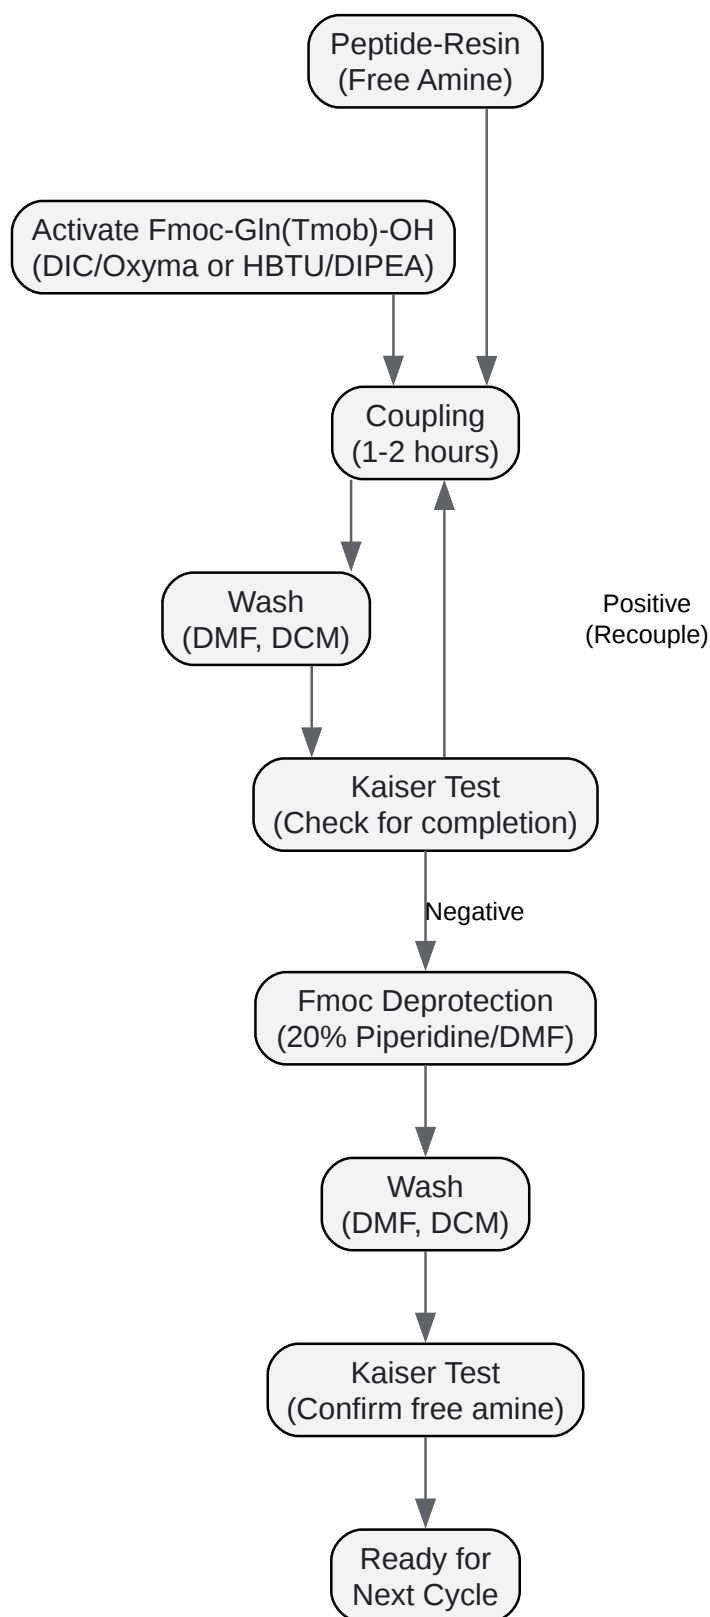 Peptide-Resin
(Free Amine)
Activate Fmoc-Gln(Tmob)-OH
(DIC/Oxyma or HBTU/DIPEA)
Coupling
(1-2 hours)
Wash
(DMF, DCM)
Positive
(Recouple)
Kaiser Test
(Check for completion)
Negative
Fmoc Deprotection
(20% Piperidine/DMF)
Wash
(DMF, DCM)
Kaiser Test
(Confirm free amine)
Ready for
Next Cycle